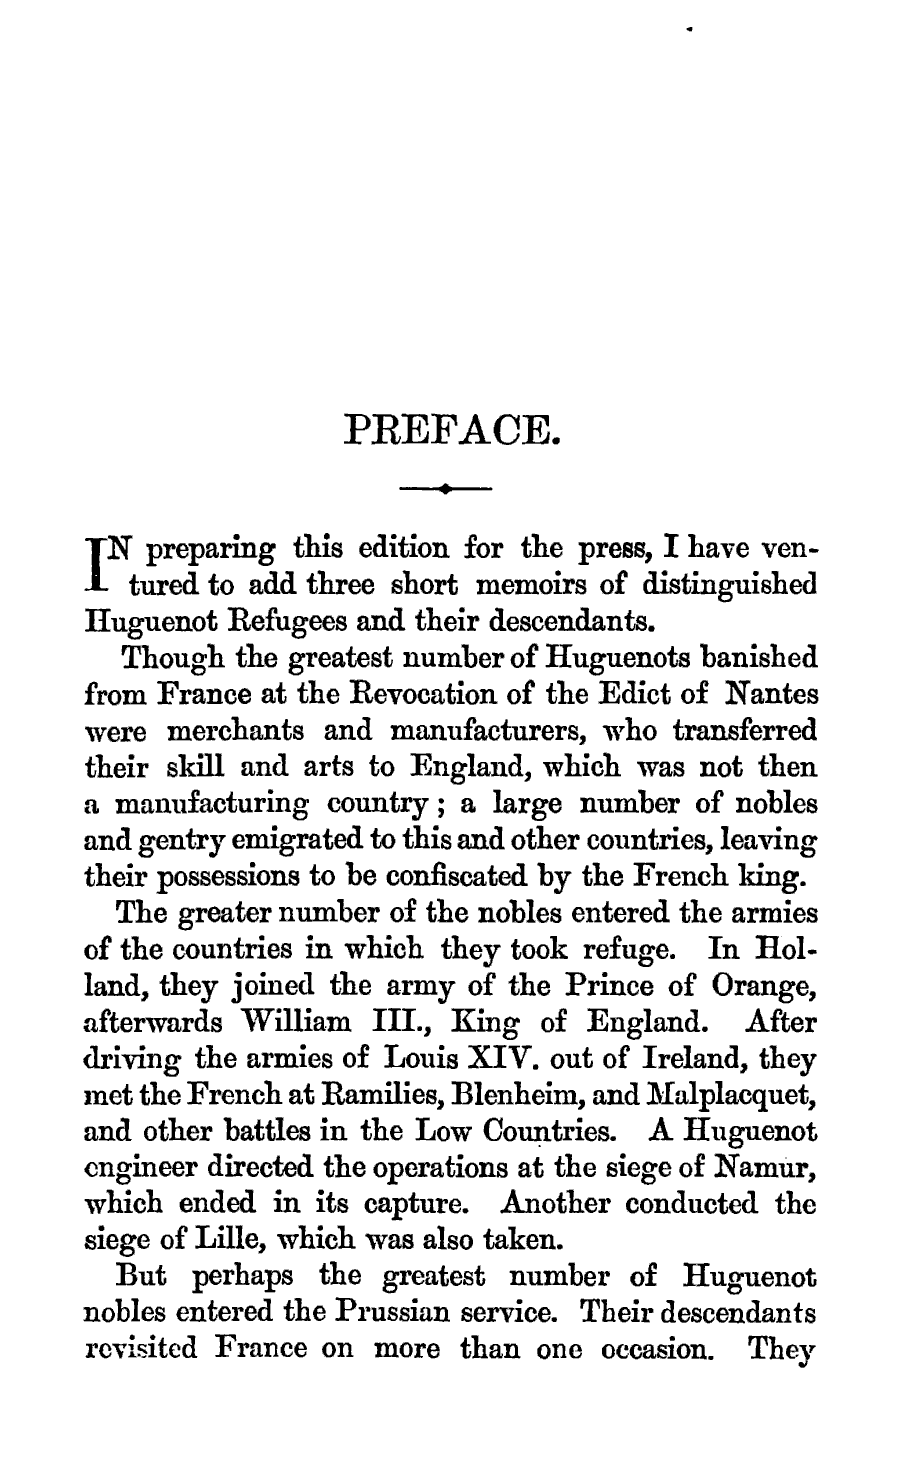 PREFACE.
IN preparing this edition for the press, I have ven-
tured to add three short memoirs of distinguished
Huguenot Refugees and their descendants.
Though the greatest number of Huguenots banished
from France at the Revocation of the Edict of Nantes
were merchants and manufacturers, who transferred
their skill and arts to England, which was not then
a manufacturing country; a large number of nobles
and gentry emigrated to this and other countries, leaving
their possessions to be confiscated by the French king.
The greater number of the nobles entered the armies
of the countries in which they took refuge. In Hol-
land, they joined the army of the Prince of Orange,
afterwards William III., King of England. After
driving the armies of Louis XIV. out of Ireland, they
met the French at Ramilies, Blenheim, and Malplacquet,
and other battles in the Low Countries. A Huguenot
engineer directed the operations at the siege of Namur,
which ended in its capture. Another conducted the
siege of Lille, which was also taken.
But perhaps the greatest number of Huguenot
nobles entered the Prussian service. Their descendants
revisited France on more than one occasion. They